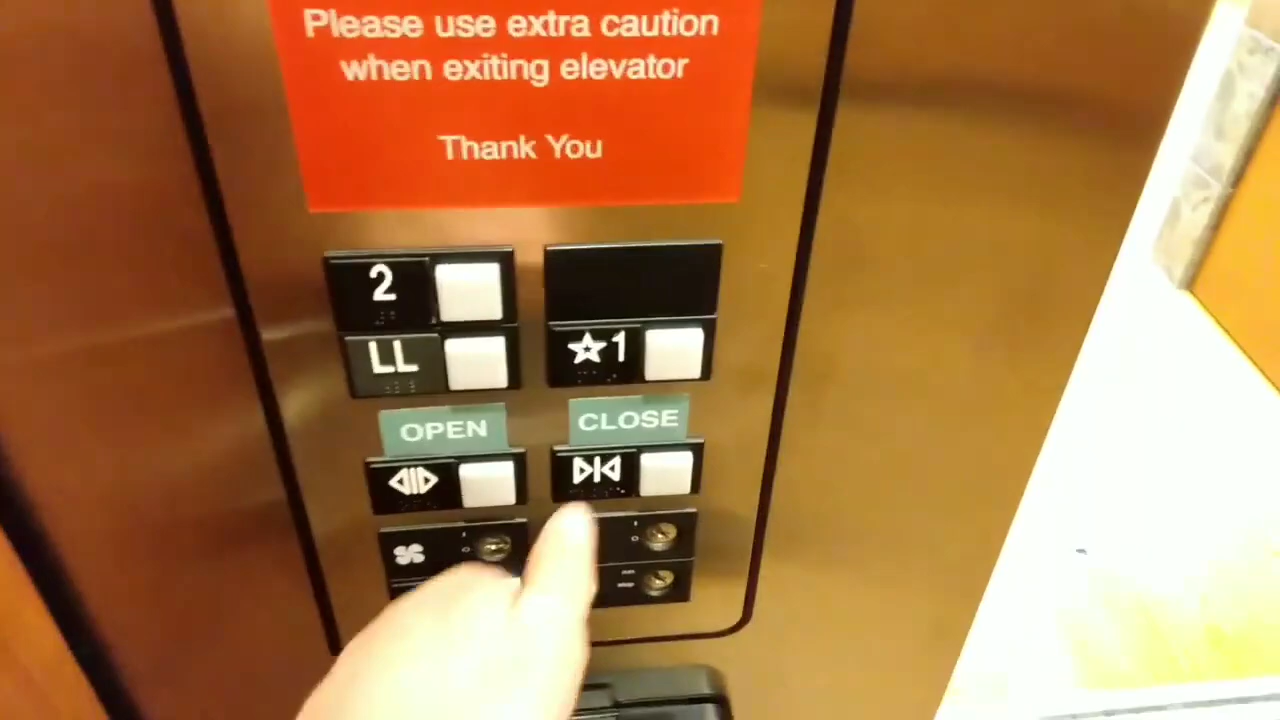 Please use extra caution
when exiting elevator
Thank You
2
LL
☆1
OPEN
CLOSE